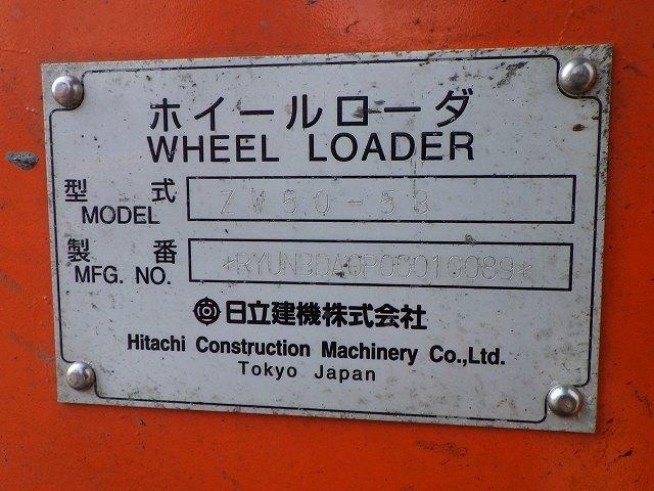 ホイールローダ
WHEEL LOADER
型式
MODEL
ZW50-5B
製番
MFG. NO.
*RYUNBDA0P00010089*
日立建機株式会社
Hitachi Construction Machinery Co.,Ltd.
Tokyo Japan